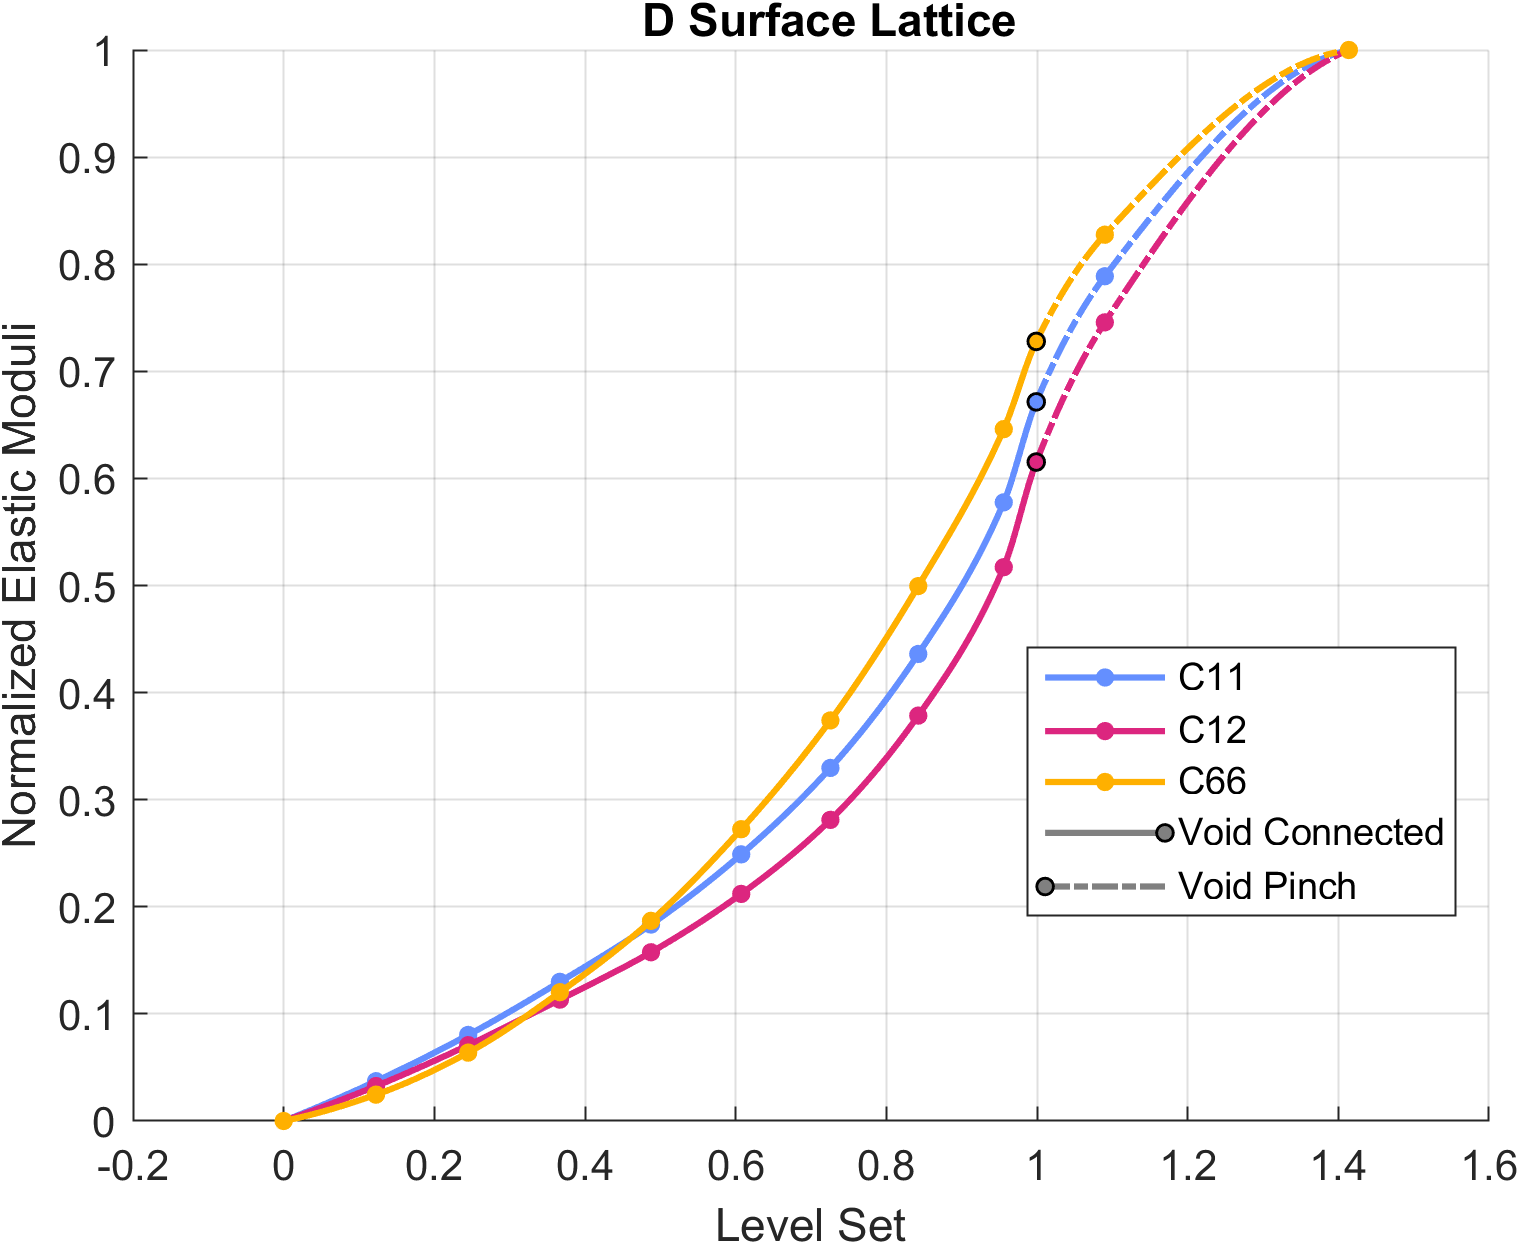 D Surface Lattice
1
0.9
0.8
0.7
0.6
0.5
0.4
0.3
0.2
0.1
0
Normalized Elastic Moduli
C11
C12
C66
Void Connected
Void Pinch
-0.2 0 0.2 0.4 0.6 0.8 1 1.2 1.4 1.6
Level Set